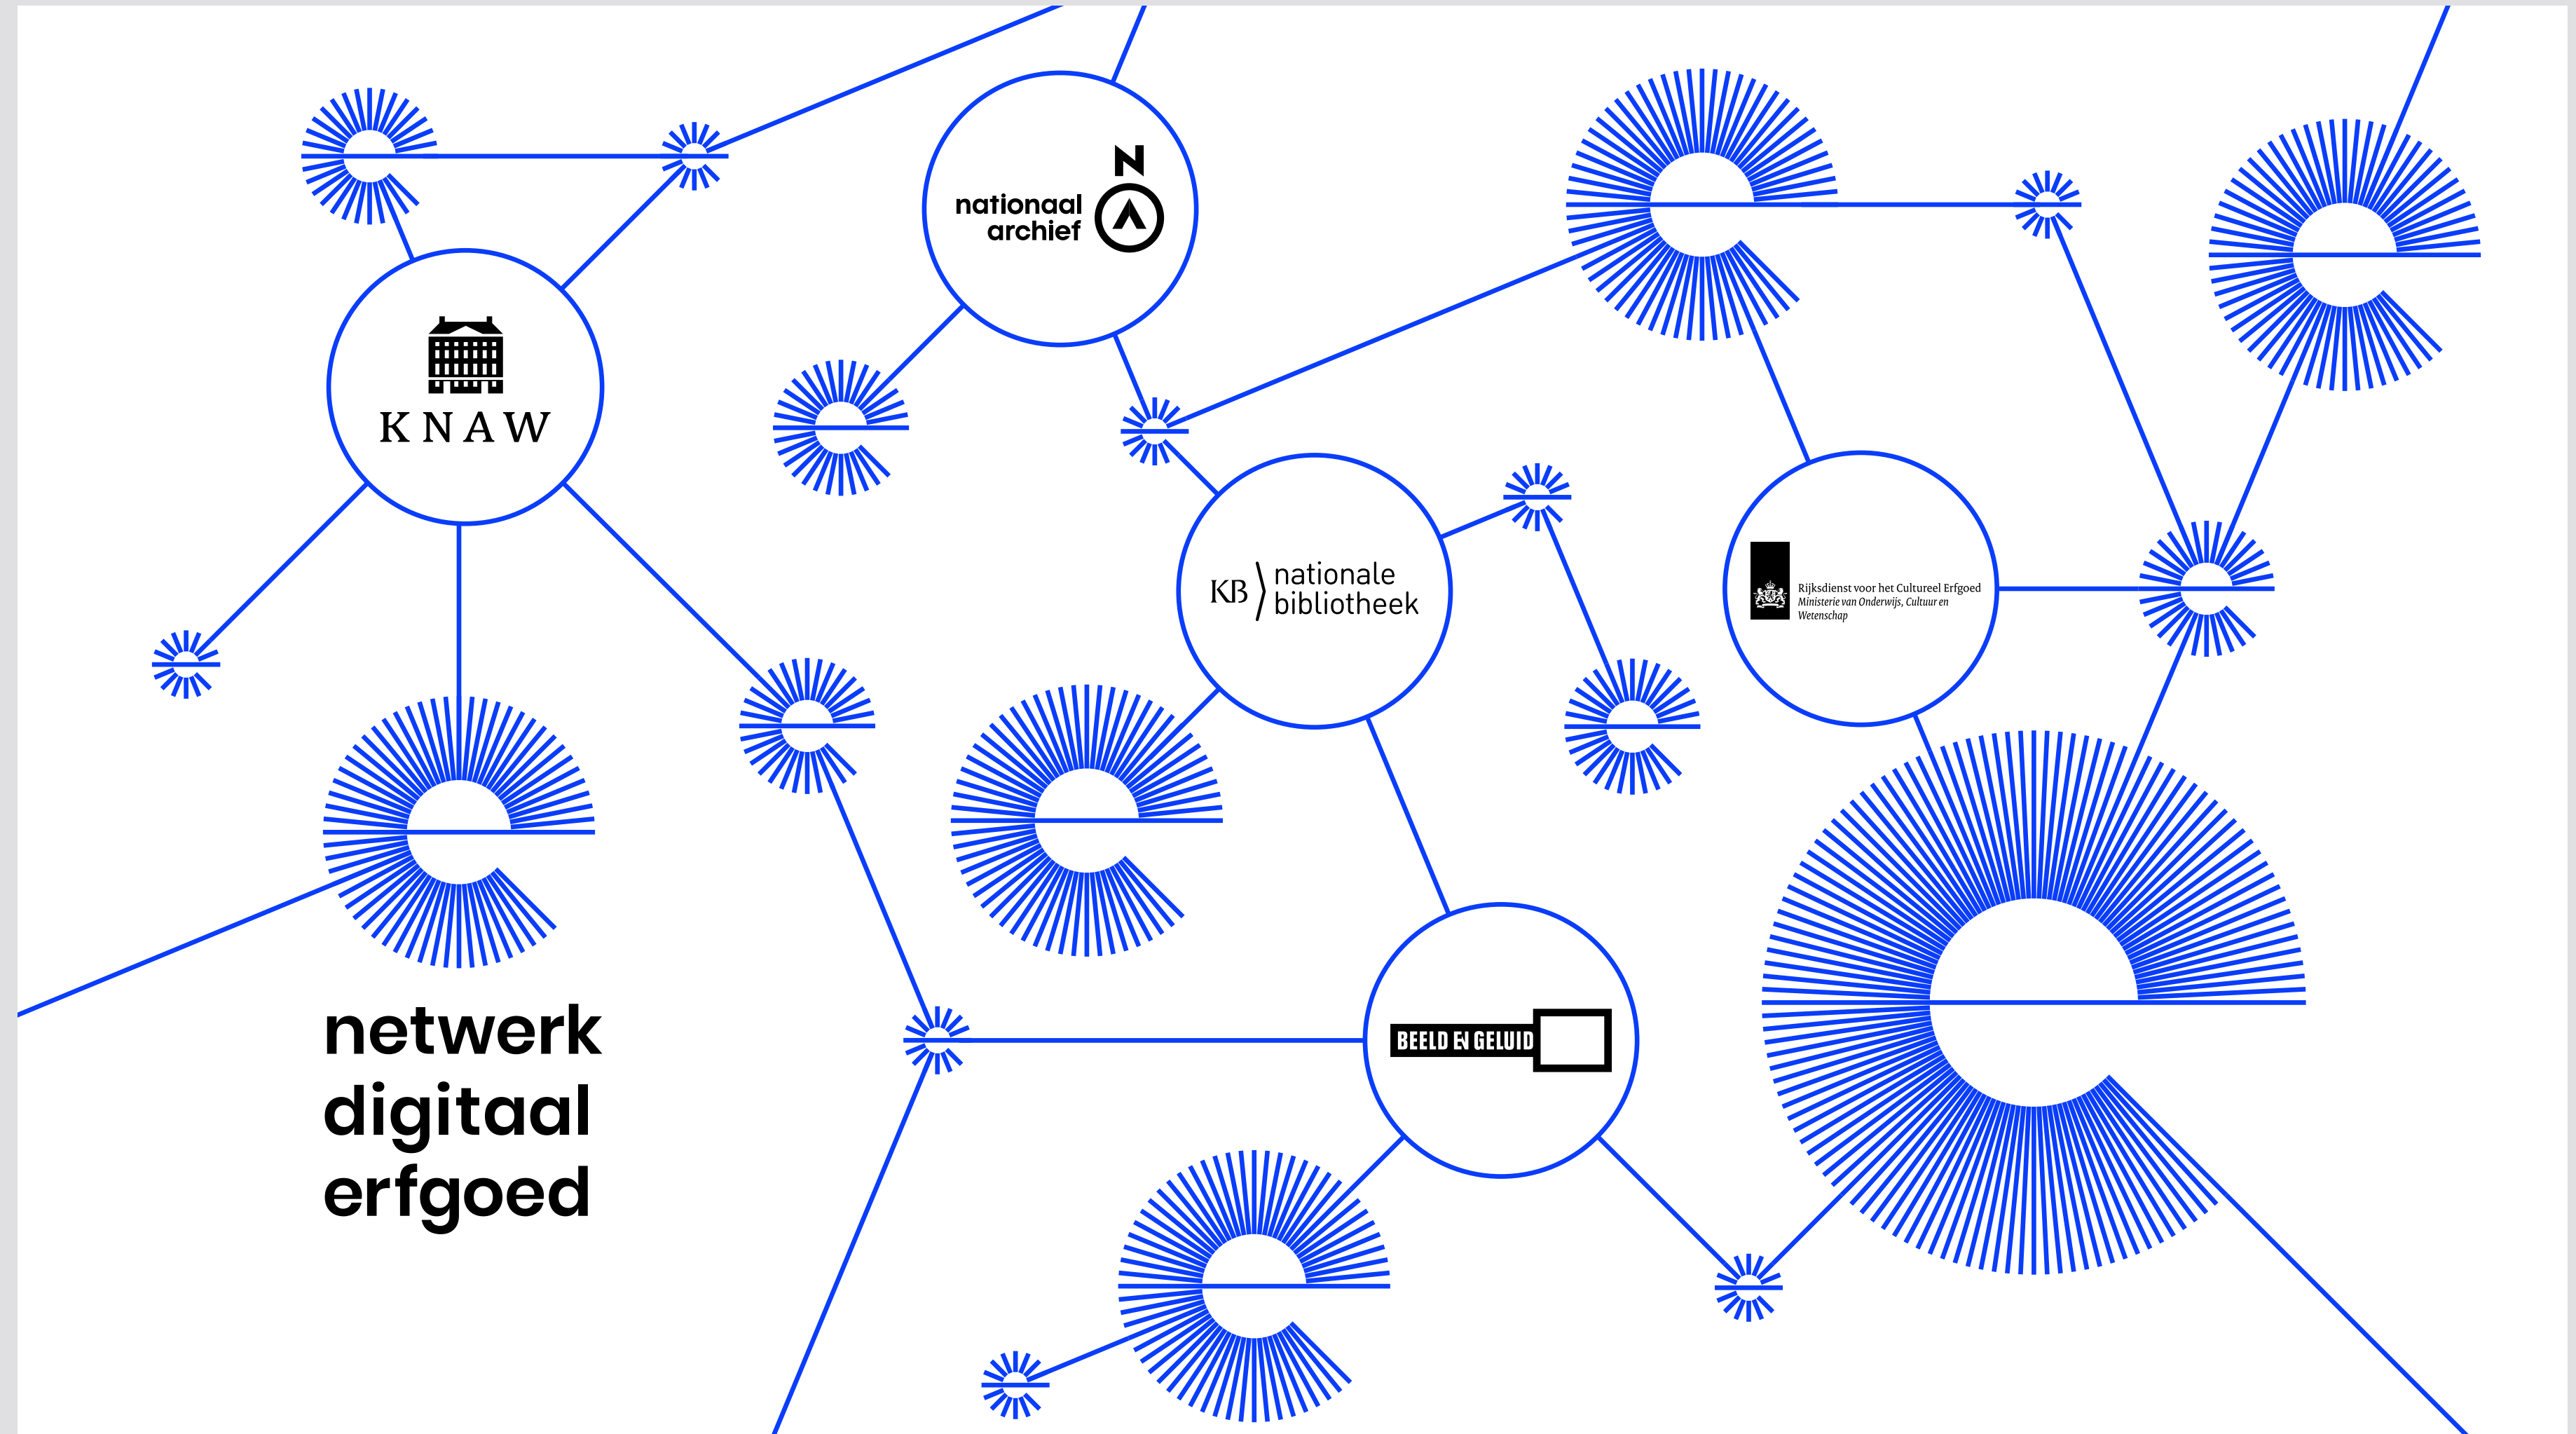 N
nationaal
archief
KNAW
KB
nationale
bibliotheek
Rijksdienst voor het Cultureel Erfgoed
Ministerie van Onderwijs, Cultuur en
Wetenschap
BEELD EN GELUID
netwerk
digitaal
erfgoed